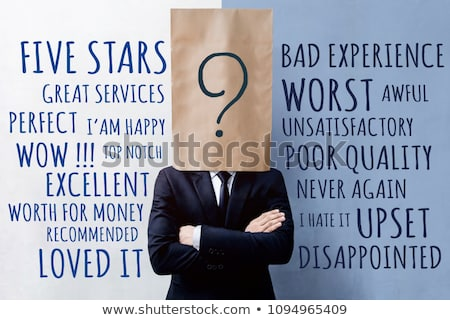 FIVE STARS
GREAT SERVICES
PERFECT I'AM HAPPY
WOW !!! TOP NOTCH
EXCELLENT
WORTH FOR MONEY
RECOMMENDED
LOVED IT
?
BAD EXPERIENCE
WORST AWFUL
UNSATISFACTORY
POOR QUALITY
NEVER AGAIN
I HATE IT UPSET
DISAPPOINTED
shutterstock
shutterstock.com · 1094965409